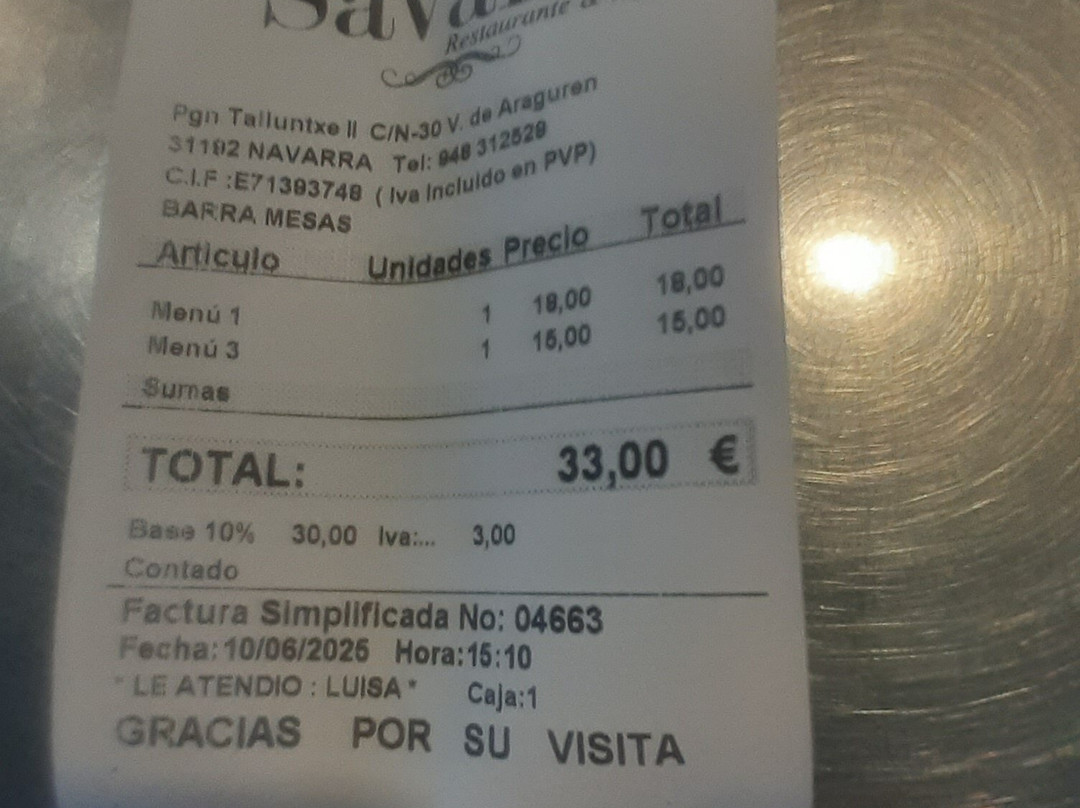 Restaurante
Pgn Talluntxe II C/N-30 V. de Araguren
31192 NAVARRA Tel: 948 312529
C.I.F :E71393748 ( Iva Incluido en PVP)
BARRA MESAS
Articulo Unidades Precio Total
Menú 1 1 18,00 18,00
Menú 3 1 15,00 15,00
Sumas
TOTAL: 33,00 €
Base 10% 30,00 Iva:... 3,00
Contado
Factura Simplificada No: 04663
Fecha: 10/06/2025 Hora:15:10
* LE ATENDIO : LUISA * Caja:1
GRACIAS POR SU VISITA